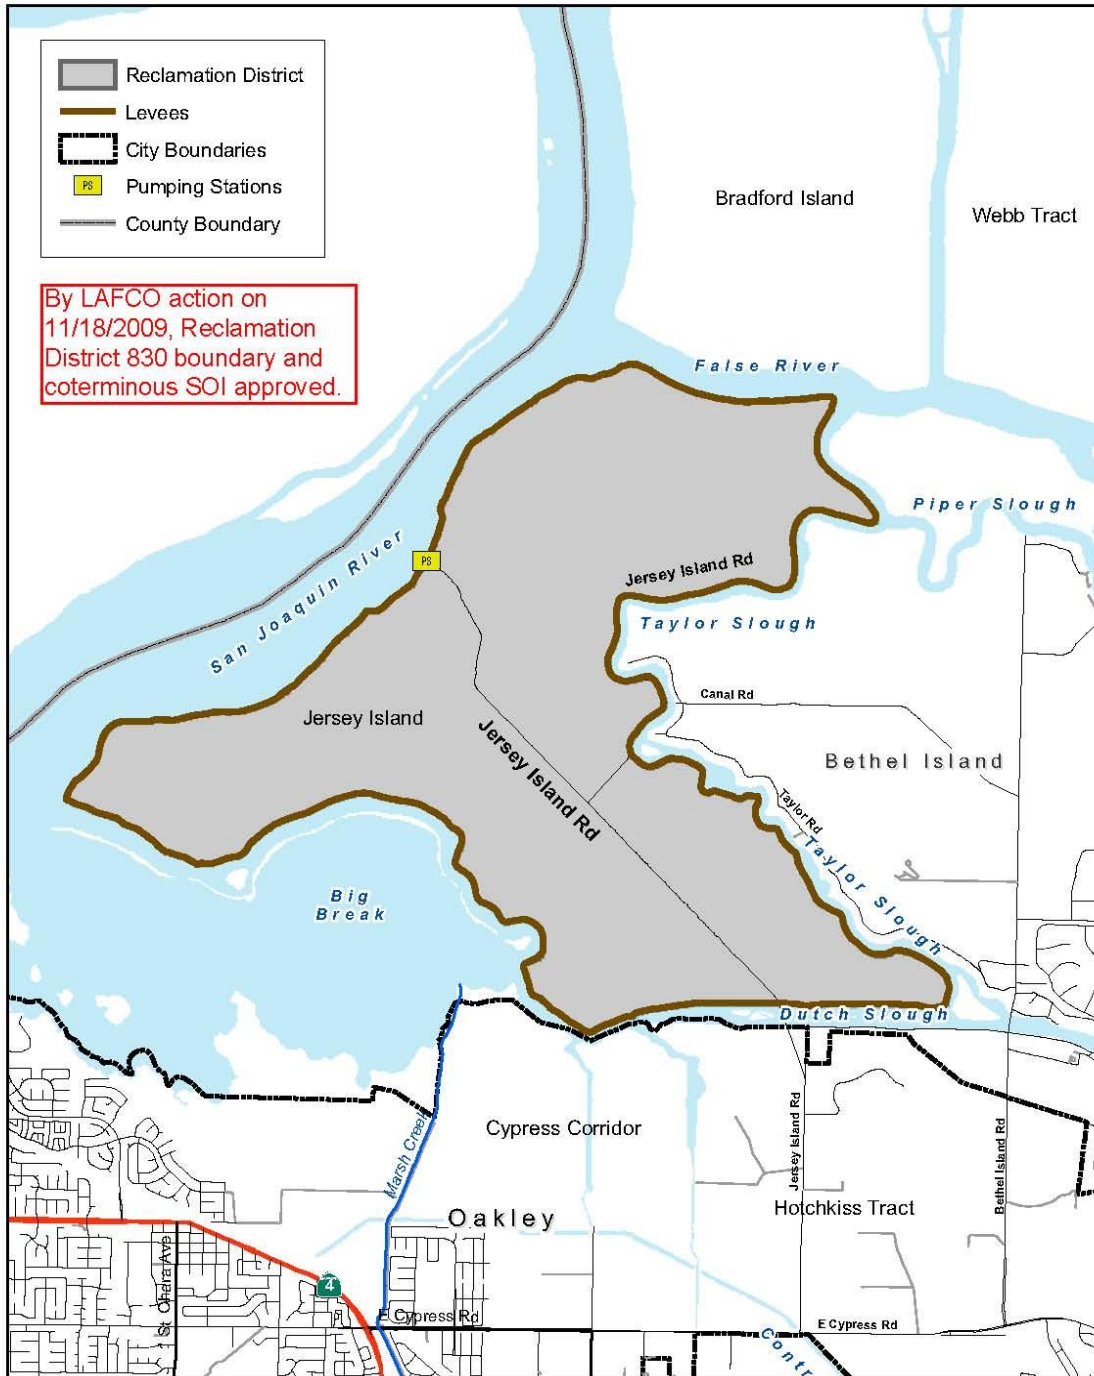 Reclamation District
Levees
City Boundaries
PS Pumping Stations
County Boundary
By LAFCO action on
11/18/2009, Reclamation
District 830 boundary and
coterminous SOI approved.
Bradford Island
Webb Tract
False River
Piper Slough
San Joaquin River
PS
Jersey Island Rd
Taylor Slough
Canal Rd
Jersey Island
Jersey Island Rd
Bethel Island
Taylor Rd
Taylor Slough
Big
Break
Dutch Slough
Cypress Corridor
Jersey Island Rd
Bethel Island Rd
Marsh Creek
Hotchkiss Tract
Oakley
St
Ohara Ave
4
E Cypress Rd
E Cypress Rd
Contr